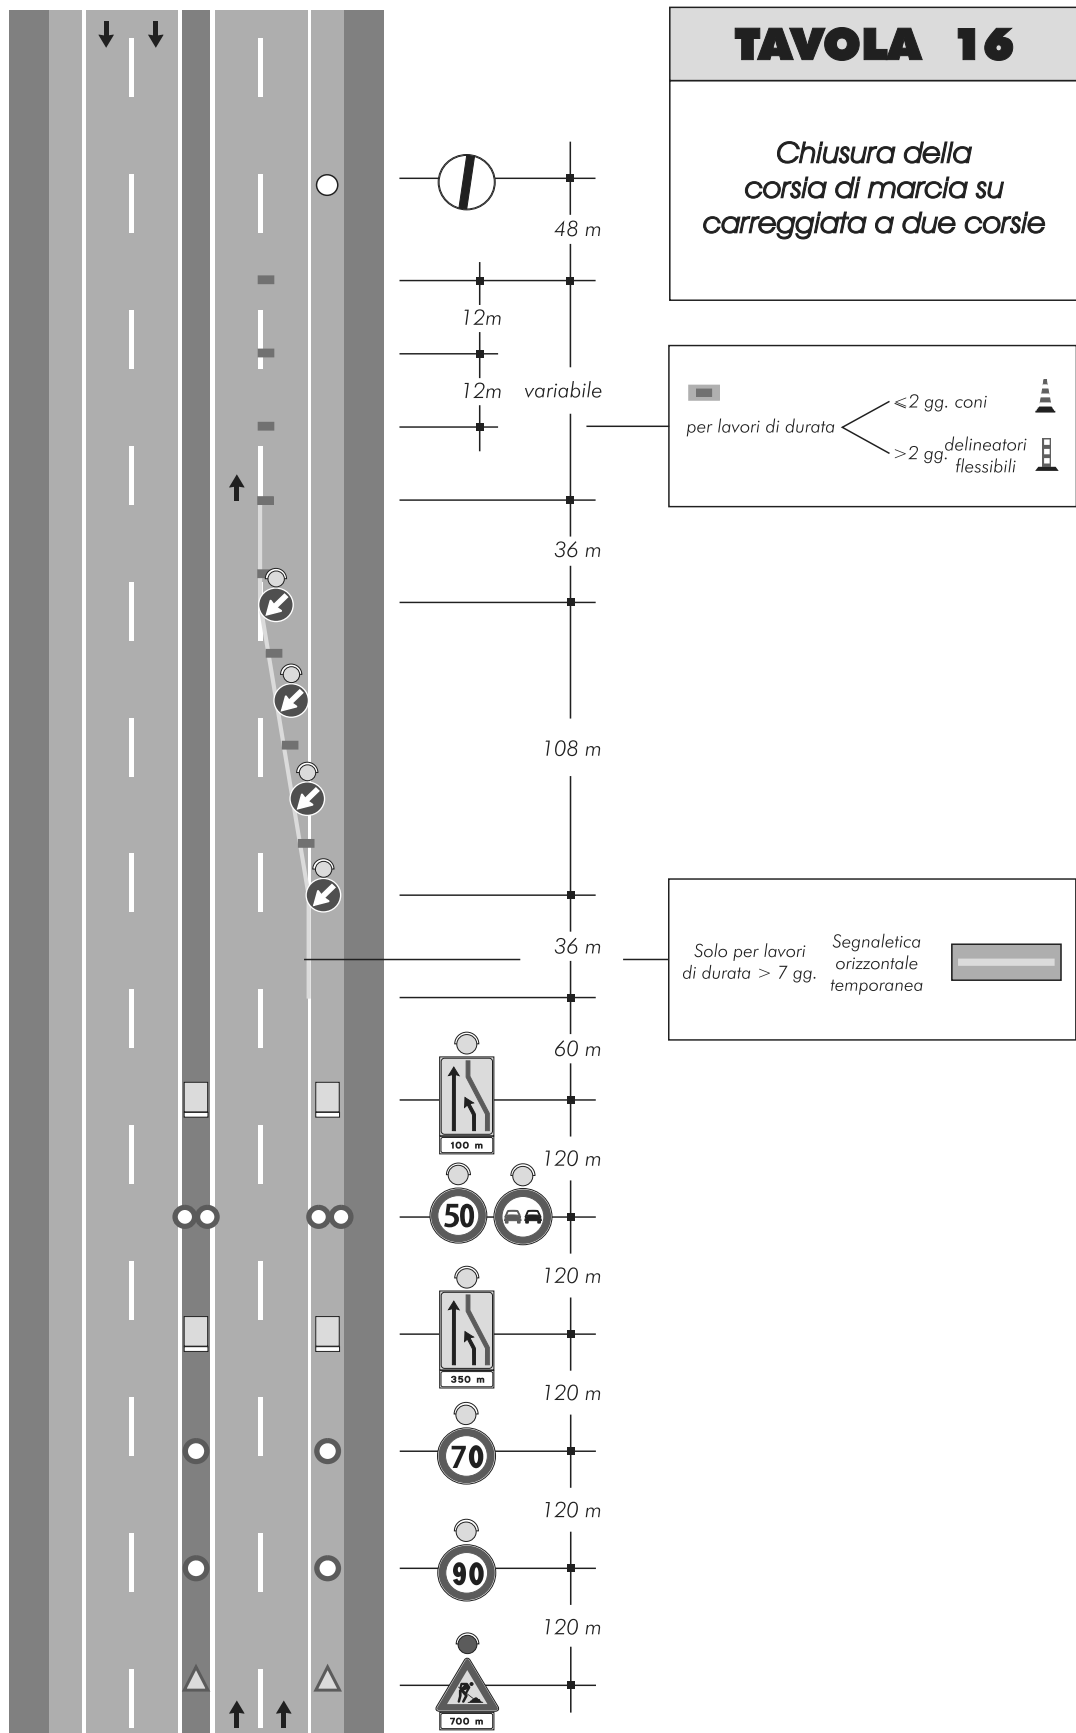 TAVOLA 16
Chiusura della
corsia di marcia su
carreggiata a due corsie
48 m
12m
12m
variabile
per lavori di durata
⩽2 gg. coni
>2 gg. delineatori
flessibili
36 m
108 m
36 m
Solo per lavori
di durata > 7 gg.
Segnaletica
orizzontale
temporanea
60 m
100 m
120 m
50
120 m
350 m
120 m
70
120 m
90
120 m
700 m